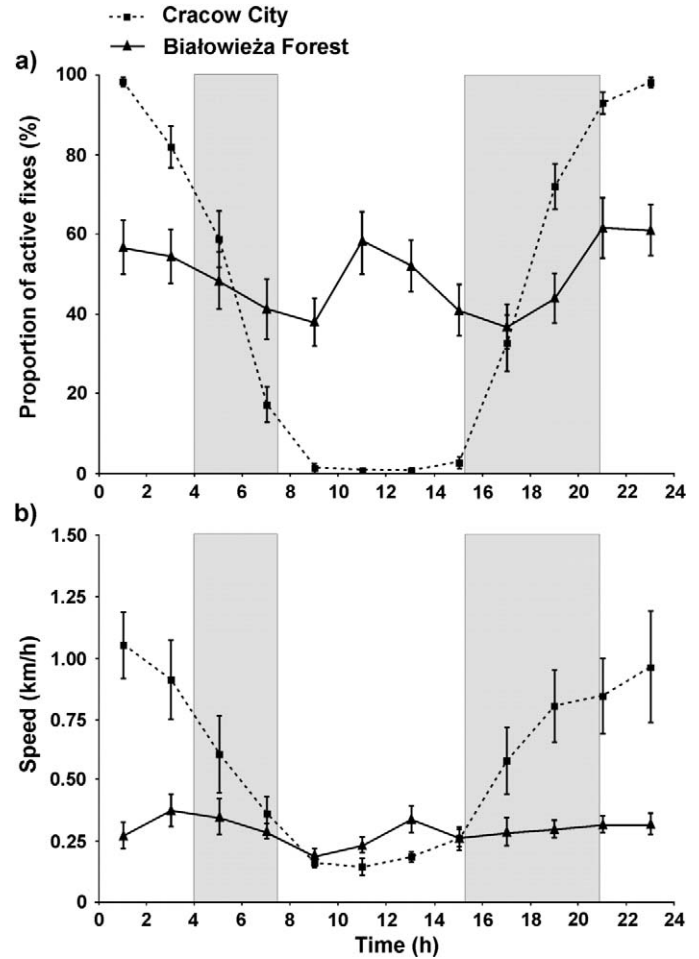 Cracow City
Białowieża Forest
a)
Proportion of active fixes (%)
100
80
60
40
20
0
0 2 4 6 8 10 12 14 16 18 20 22 24
b)
Speed (km/h)
1.50
1.25
1.00
0.75
0.50
0.25
0
0 2 4 6 8 10 12 14 16 18 20 22 24
Time (h)